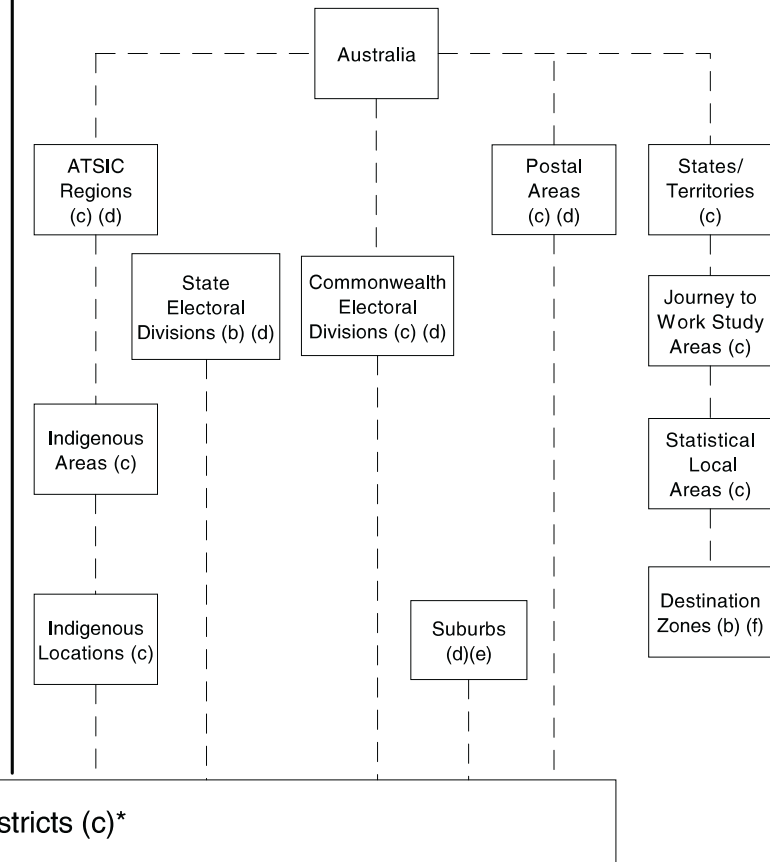 Australia
ATSIC
Regions
(c) (d)
Postal
Areas
(c) (d)
States/
Territories
(c)
State
Electoral
Divisions (b) (d)
Commonwealth
Electoral
Divisions (c) (d)
Journey to
Work Study
Areas (c)
Indigenous
Areas (c)
Statistical
Local
Areas (c)
Indigenous
Locations (c)
Suburbs
(d)(e)
Destination
Zones (b) (f)
stricts (c)*